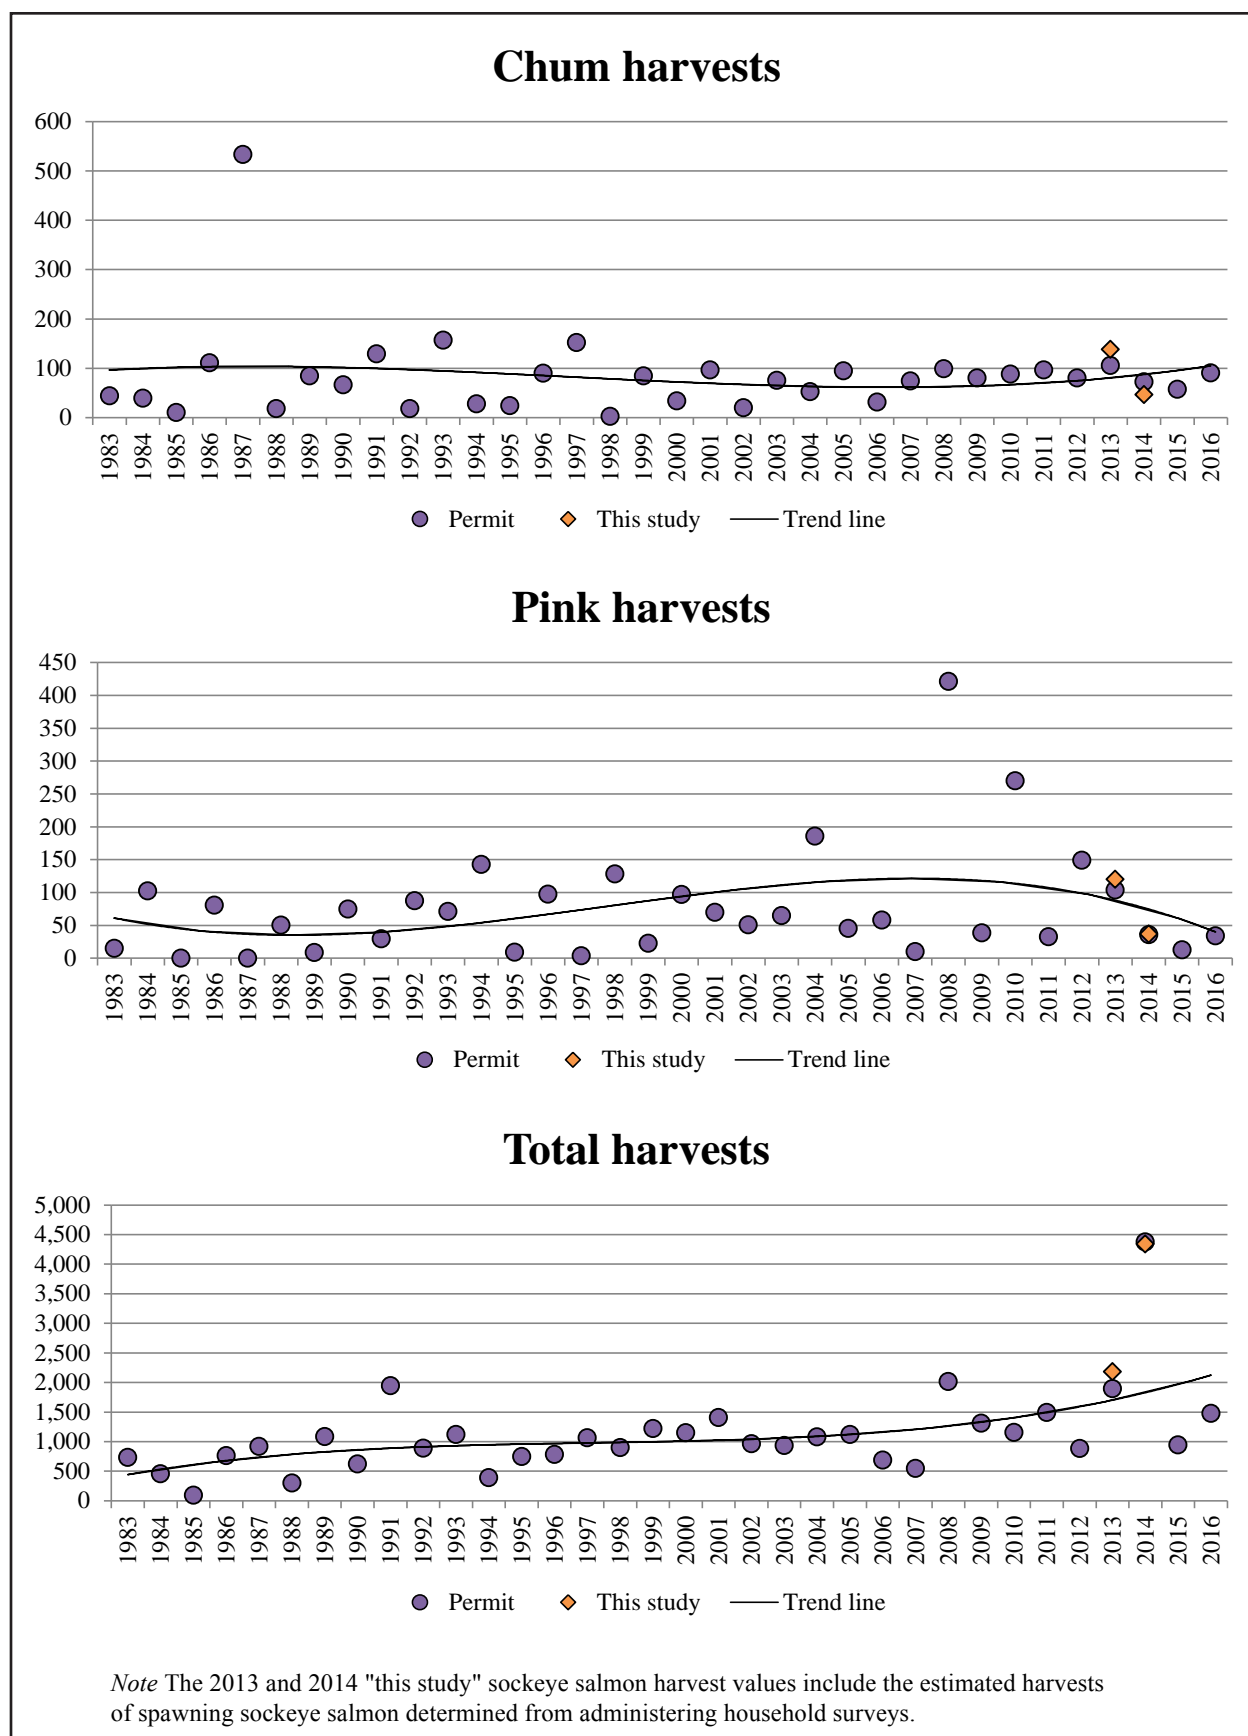 Chum harvests
600
500
400
300
200
100
0
1983 1984 1985 1986 1987 1988 1989 1990 1991 1992 1993 1994 1995 1996 1997 1998 1999 2000 2001 2002 2003 2004 2005 2006 2007 2008 2009 2010 2011 2012 2013 2014 2015 2016
Permit This study Trend line
Pink harvests
450
400
350
300
250
200
150
100
50
0
1983 1984 1985 1986 1987 1988 1989 1990 1991 1992 1993 1994 1995 1996 1997 1998 1999 2000 2001 2002 2003 2004 2005 2006 2007 2008 2009 2010 2011 2012 2013 2014 2015 2016
Permit This study Trend line
Total harvests
5,000
4,500
4,000
3,500
3,000
2,500
2,000
1,500
1,000
500
0
1983 1984 1985 1986 1987 1988 1989 1990 1991 1992 1993 1994 1995 1996 1997 1998 1999 2000 2001 2002 2003 2004 2005 2006 2007 2008 2009 2010 2011 2012 2013 2014 2015 2016
Permit This study Trend line
Note The 2013 and 2014 "this study" sockeye salmon harvest values include the estimated harvests
of spawning sockeye salmon determined from administering household surveys.